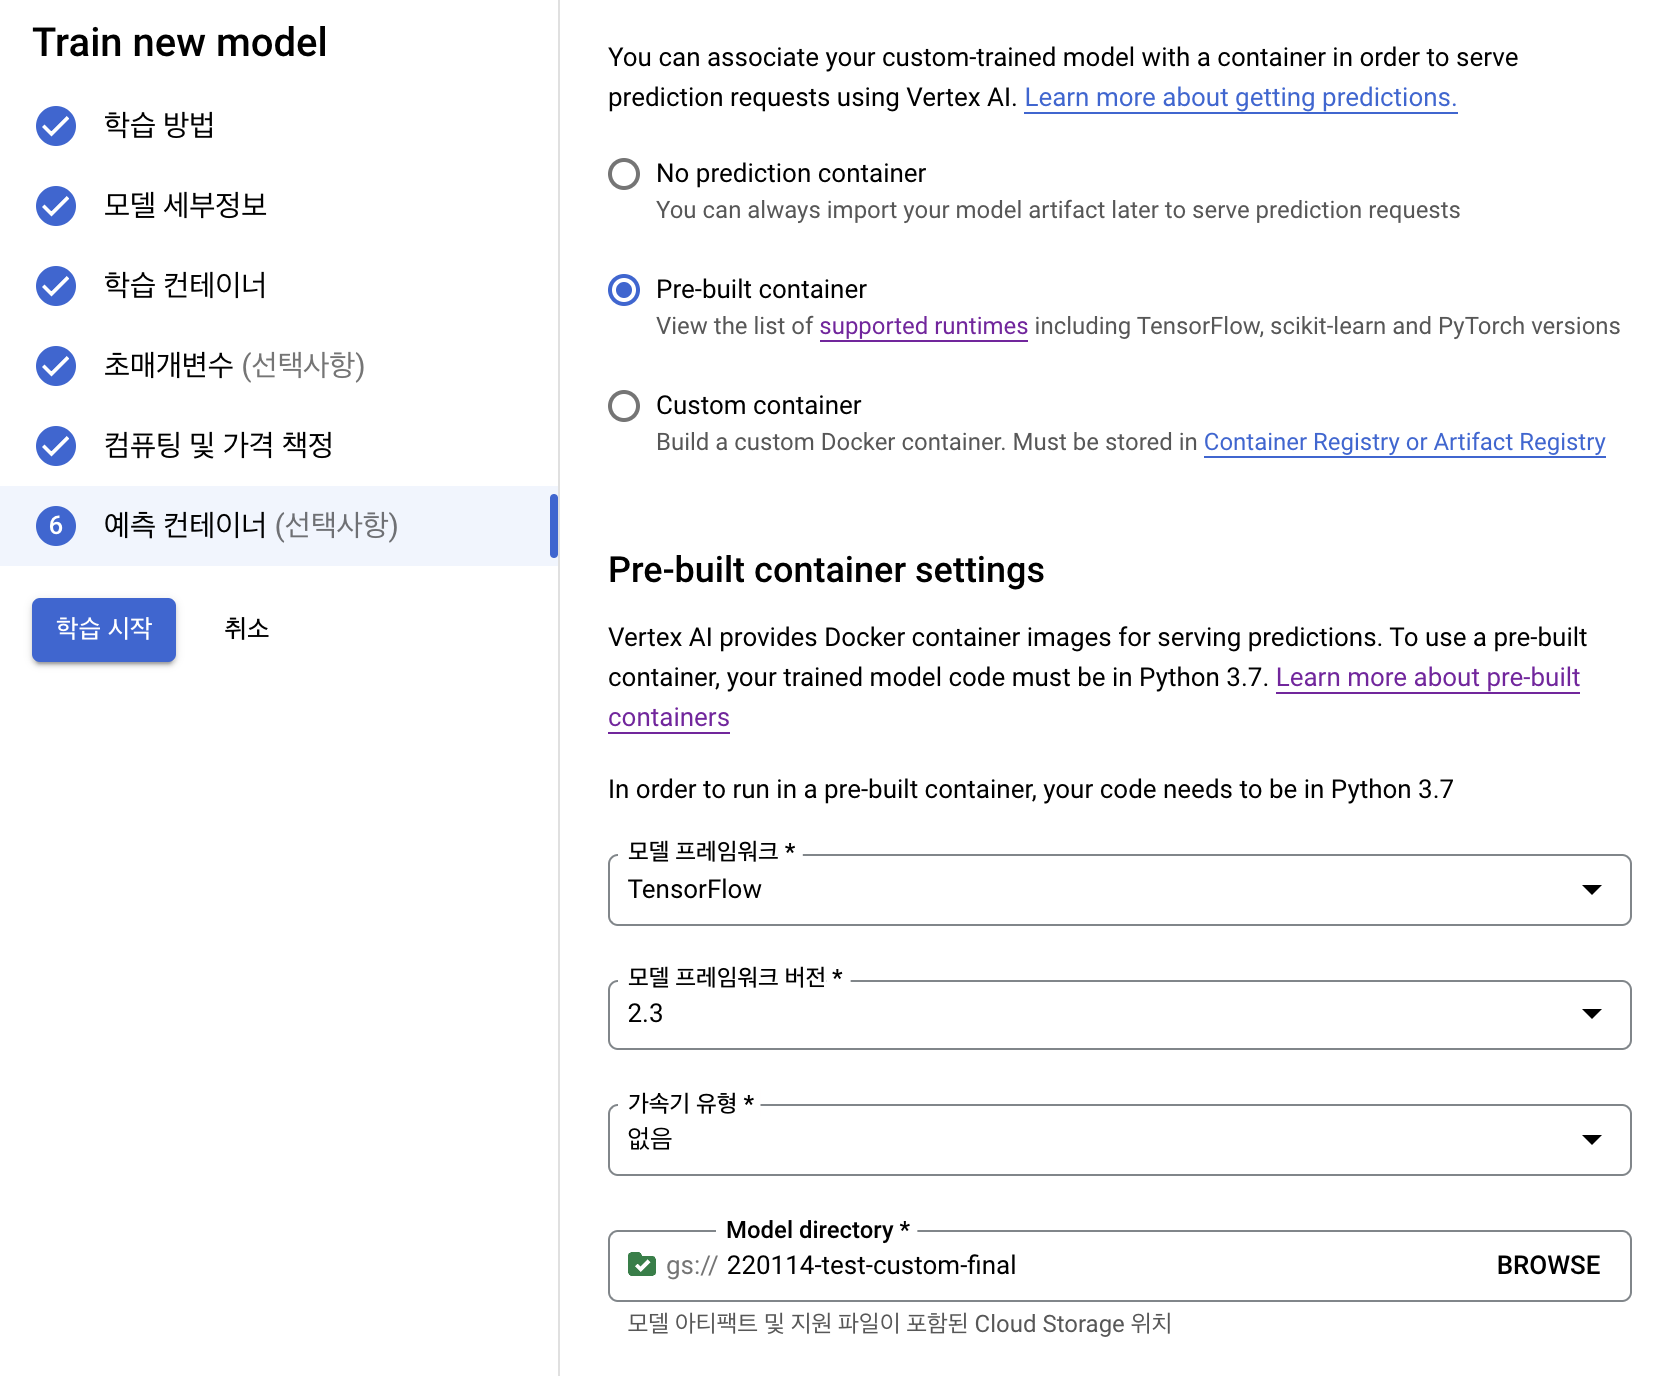 Train new model
학습 방법
모델 세부정보
학습 컨테이너
초매개변수 (선택사항)
컴퓨팅 및 가격 책정
6 예측 컨테이너 (선택사항)
학습 시작 취소
You can associate your custom-trained model with a container in order to serve
prediction requests using Vertex AI. Learn more about getting predictions.
No prediction container
You can always import your model artifact later to serve prediction requests
Pre-built container
View the list of supported runtimes including TensorFlow, scikit-learn and PyTorch versions
Custom container
Build a custom Docker container. Must be stored in Container Registry or Artifact Registry
Pre-built container settings
Vertex AI provides Docker container images for serving predictions. To use a pre-built
container, your trained model code must be in Python 3.7. Learn more about pre-built
containers
In order to run in a pre-built container, your code needs to be in Python 3.7
모델 프레임워크 *
TensorFlow
모델 프레임워크 버전 *
2.3
가속기 유형 *
없음
Model directory *
gs:// 220114-test-custom-final BROWSE
모델 아티팩트 및 지원 파일이 포함된 Cloud Storage 위치